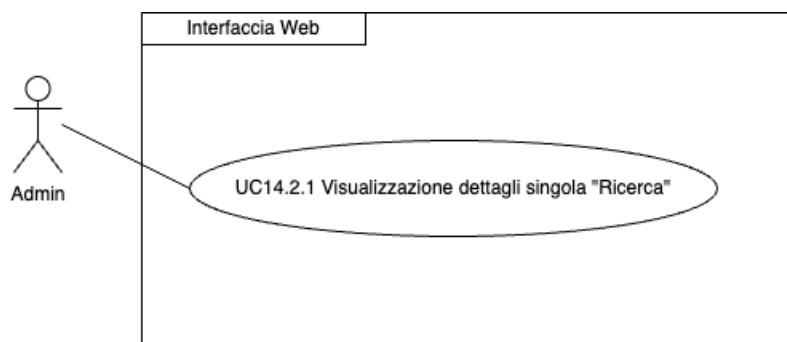 Interfaccia Web
Admin
UC14.2.1 Visualizzazione dettagli singola "Ricerca"